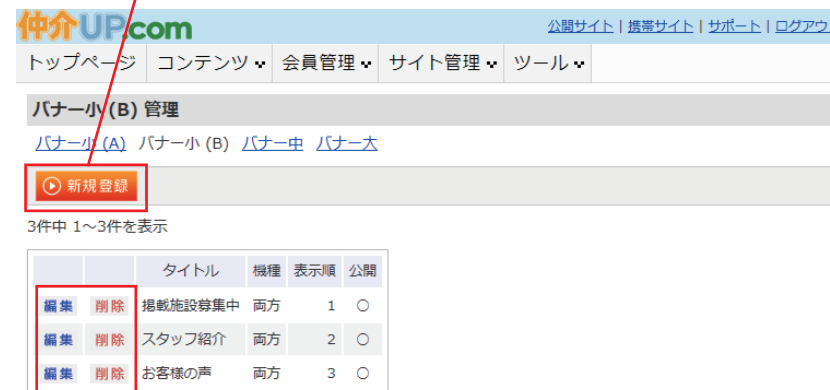 仲介UP.com
公開サイト | 携帯サイト | サポート | ログアウ
トップページ コンテンツ 会員管理 サイト管理 ツール
バナー小 (B) 管理
バナー小 (A) バナー小 (B) バナー中 バナー大
新規登録
3件中 1～3件を表示
タイトル 機種 表示順 公開
編集 削除 掲載施設募集中 両方 1 ○
編集 削除 スタッフ紹介 両方 2 ○
編集 削除 お客様の声 両方 3 ○